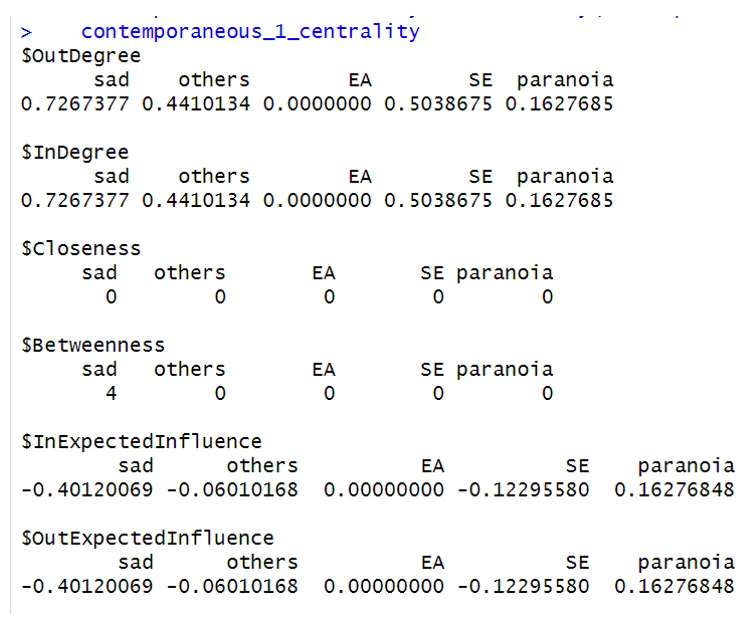 > contemporaneous_1_centrality
$OutDegree
sad others EA SE paranoia
0.7267377 0.4410134 0.0000000 0.5038675 0.1627685
$InDegree
sad others EA SE paranoia
0.7267377 0.4410134 0.0000000 0.5038675 0.1627685
$Closeness
sad others EA SE paranoia
0 0 0 0 0
$Betweenness
sad others EA SE paranoia
4 0 0 0 0
$InExpectedInfluence
sad others EA SE paranoia
-0.40120069 -0.06010168 0.00000000 -0.12295580 0.16276848
$OutExpectedInfluence
sad others EA SE paranoia
-0.40120069 -0.06010168 0.00000000 -0.12295580 0.16276848